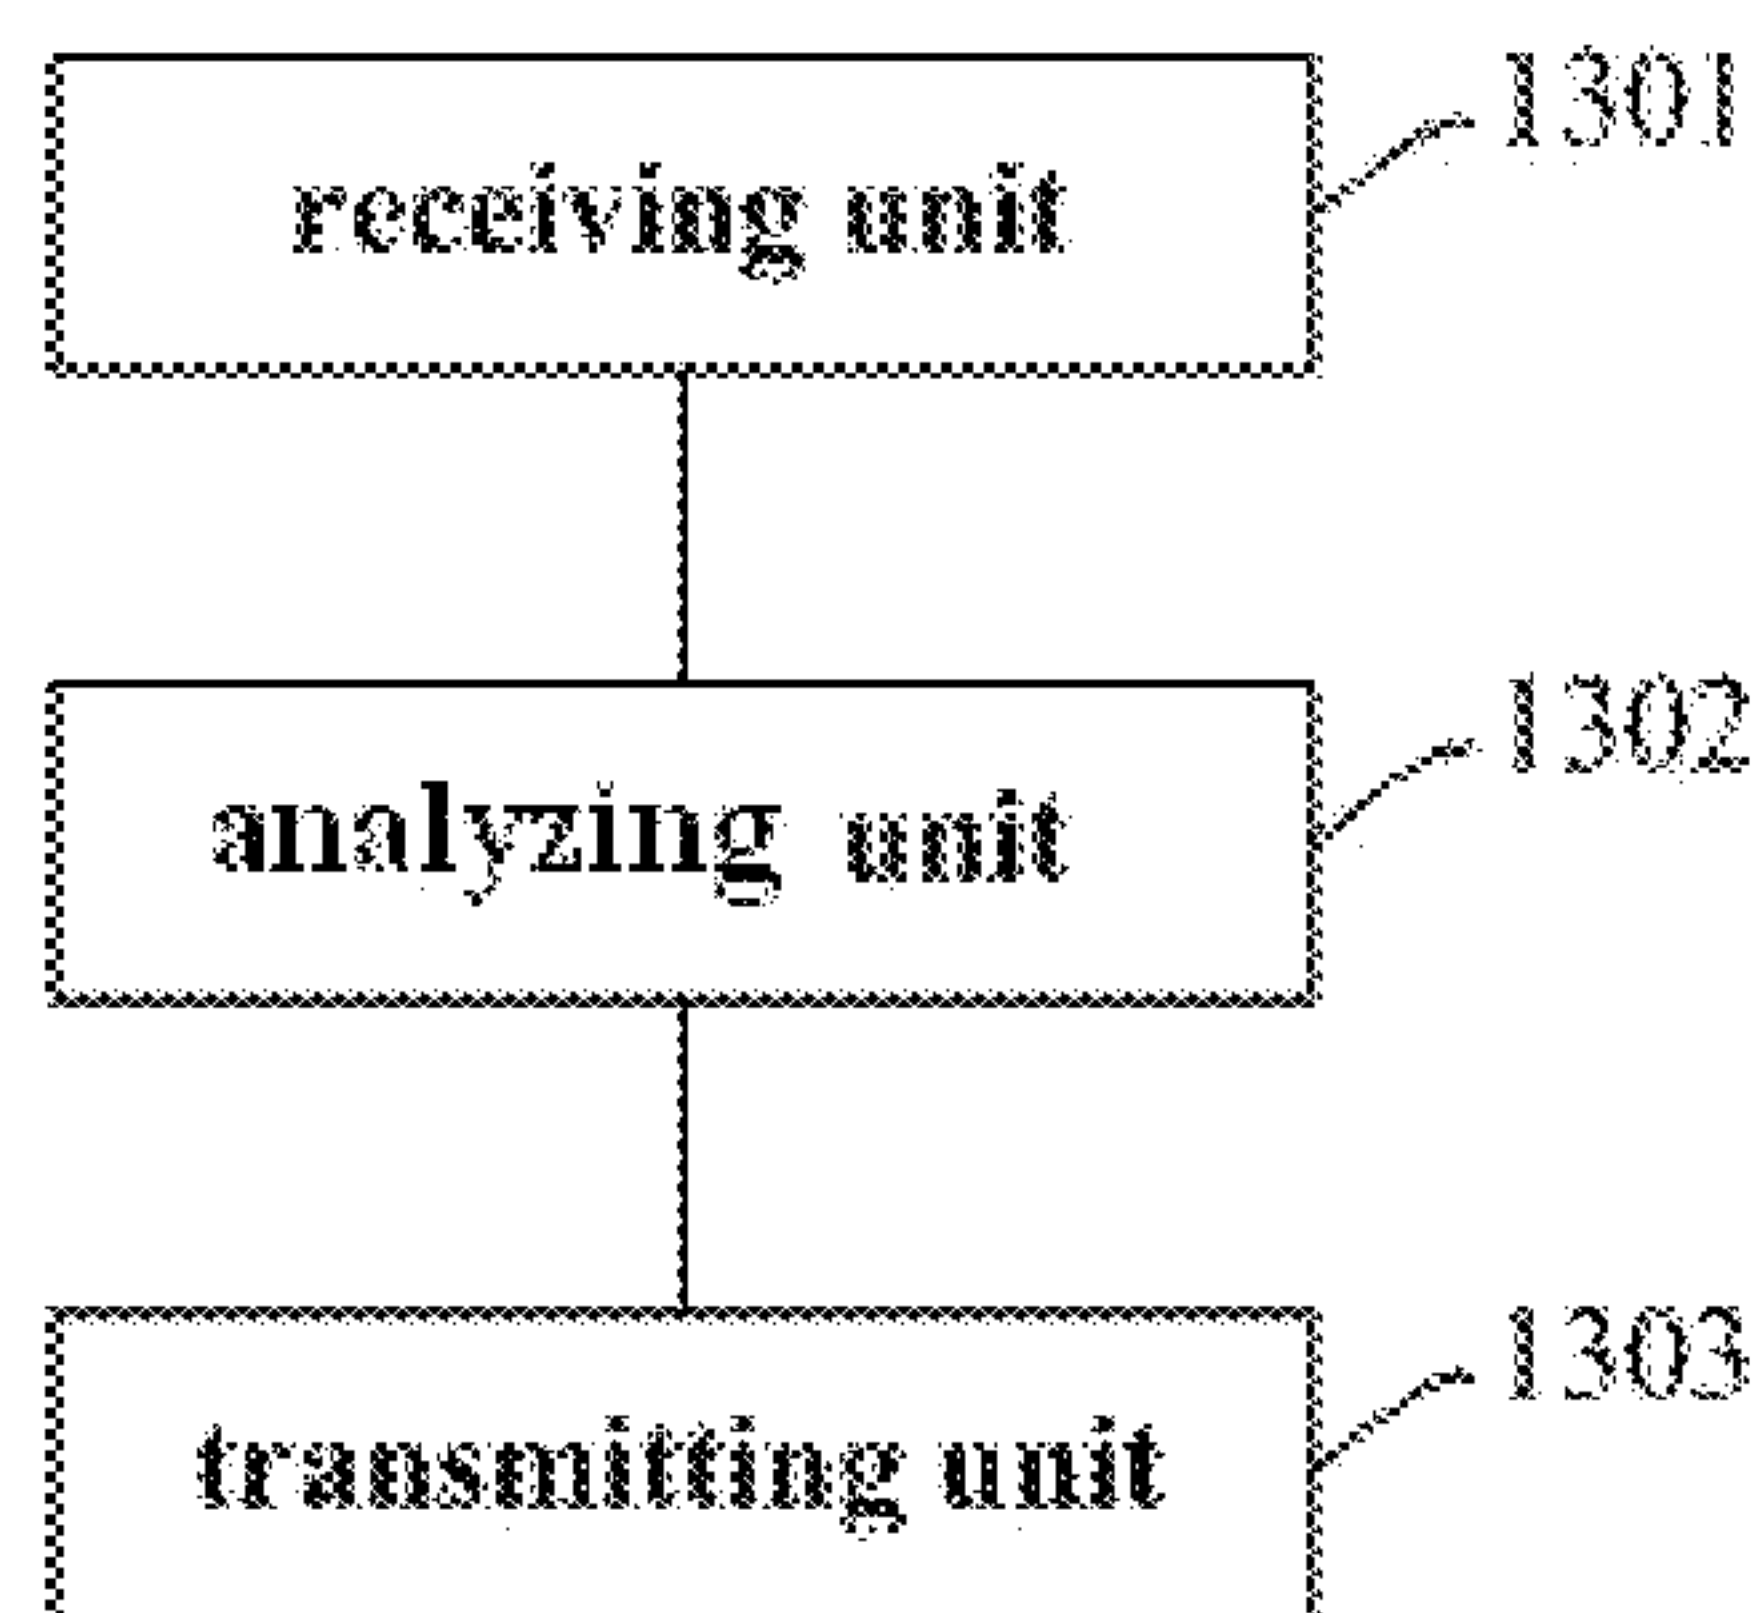 receiving unit
1301
analyzing unit
1302
transmitting unit
1303